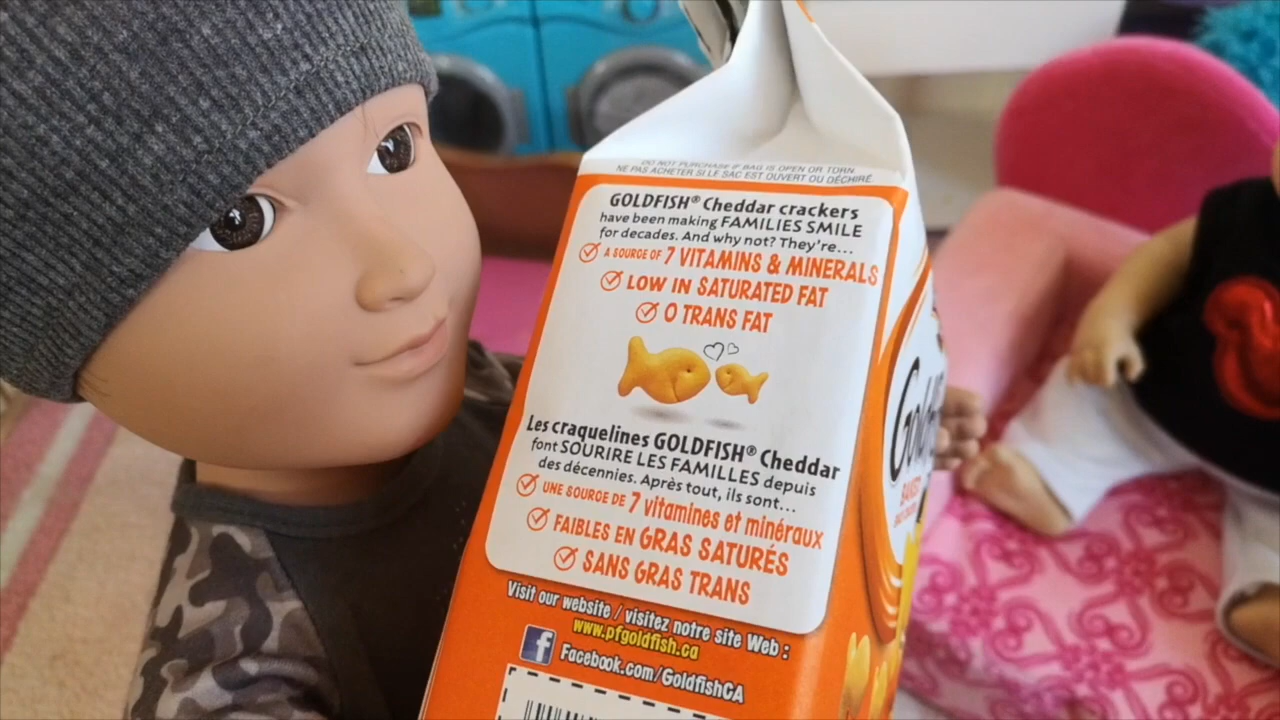 DO NOT PURCHASE IF BAG IS OPEN OR TORN.
NE PAS ACHETER SI LE SAC EST OUVERT OU DÉCHIRÉ.
GOLDFISH® Cheddar crackers
have been making FAMILIES SMILE
for decades. And why not? They're...
A SOURCE OF 7 VITAMINS & MINERALS
LOW IN SATURATED FAT
0 TRANS FAT
Les craquelines GOLDFISH® Cheddar
font SOURIRE LES FAMILLES depuis
des décennies. Après tout, ils sont...
UNE SOURCE DE 7 vitamines et minéraux
FAIBLES EN GRAS SATURÉS
SANS GRAS TRANS
Visit our website / visitez notre site Web :
www.pfgoldfish.ca
f Facebook.com/GoldfishCA
BAKED